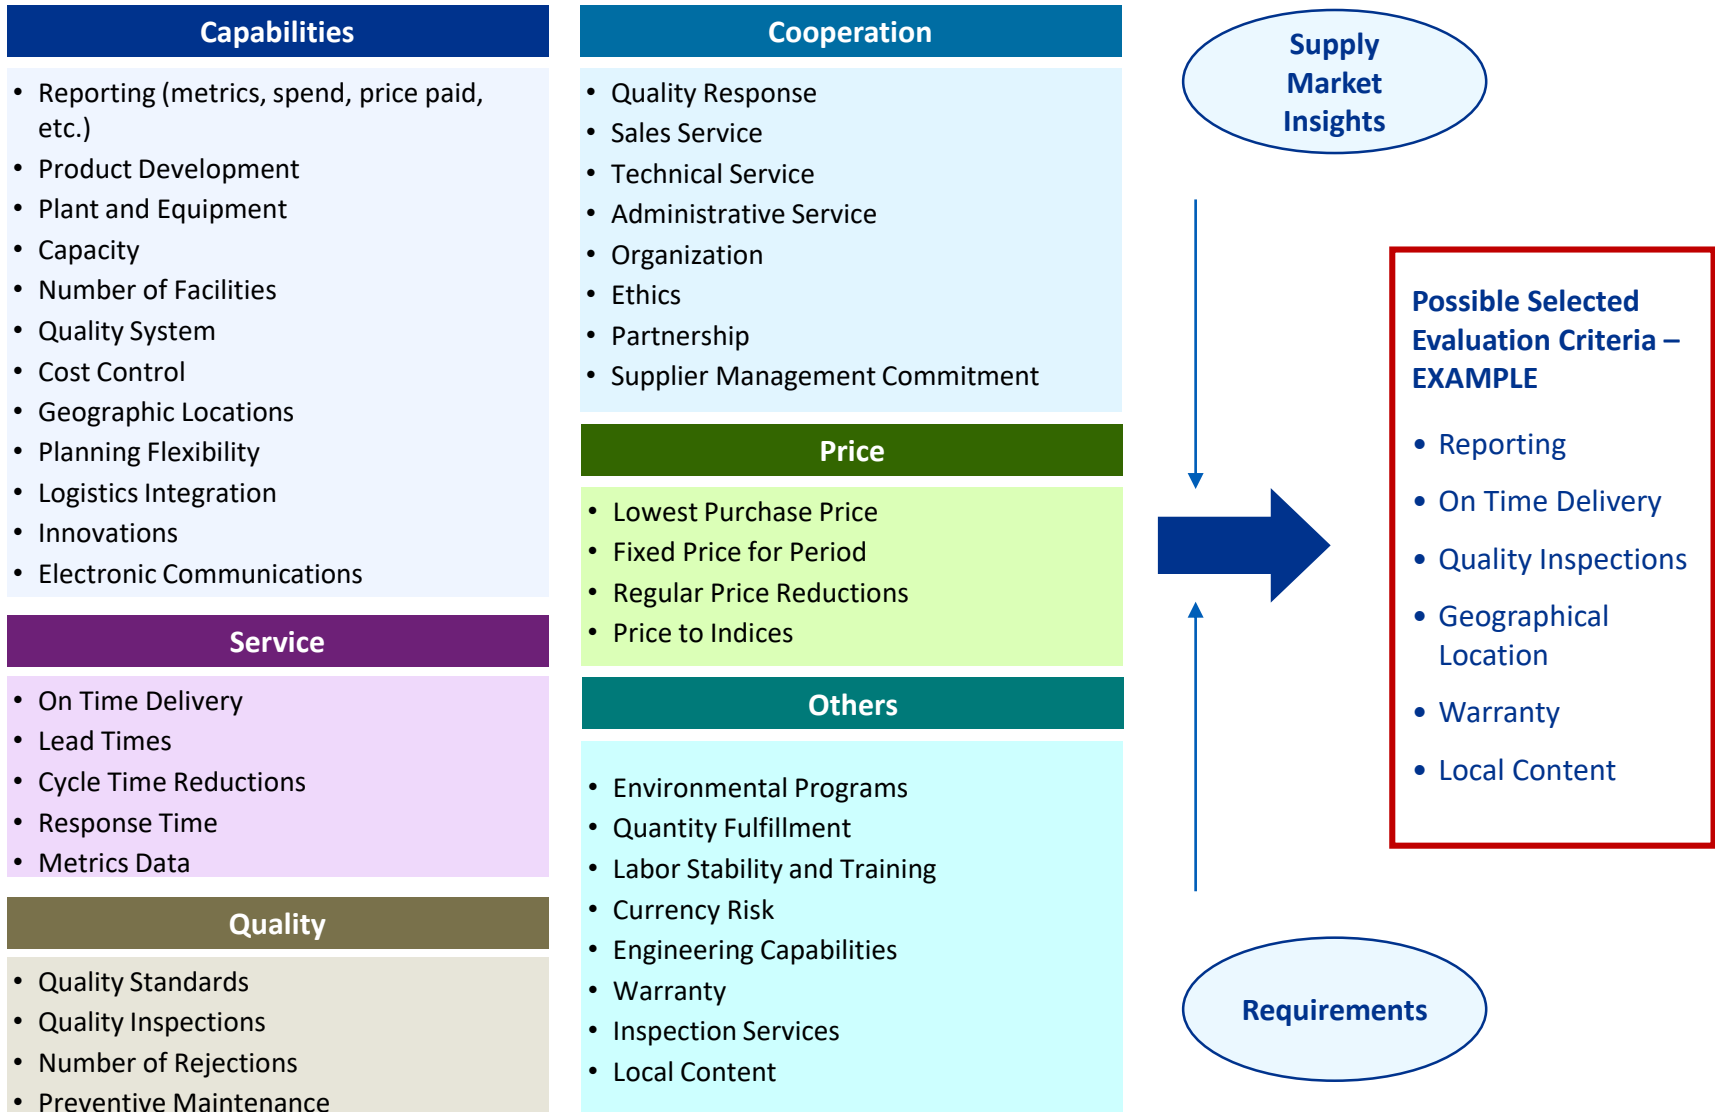 Capabilities
• Reporting (metrics, spend, price paid,
etc.)
• Product Development
• Plant and Equipment
• Capacity
• Number of Facilities
• Quality System
• Cost Control
• Geographic Locations
• Planning Flexibility
• Logistics Integration
• Innovations
• Electronic Communications
Service
• On Time Delivery
• Lead Times
• Cycle Time Reductions
• Response Time
• Metrics Data
Quality
• Quality Standards
• Quality Inspections
• Number of Rejections
• Preventive Maintenance
Cooperation
• Quality Response
• Sales Service
• Technical Service
• Administrative Service
• Organization
• Ethics
• Partnership
• Supplier Management Commitment
Price
• Lowest Purchase Price
• Fixed Price for Period
• Regular Price Reductions
• Price to Indices
Others
• Environmental Programs
• Quantity Fulfillment
• Labor Stability and Training
• Currency Risk
• Engineering Capabilities
• Warranty
• Inspection Services
• Local Content
Supply
Market
Insights
Requirements
Possible Selected
Evaluation Criteria –
EXAMPLE
• Reporting
• On Time Delivery
• Quality Inspections
• Geographical
Location
• Warranty
• Local Content